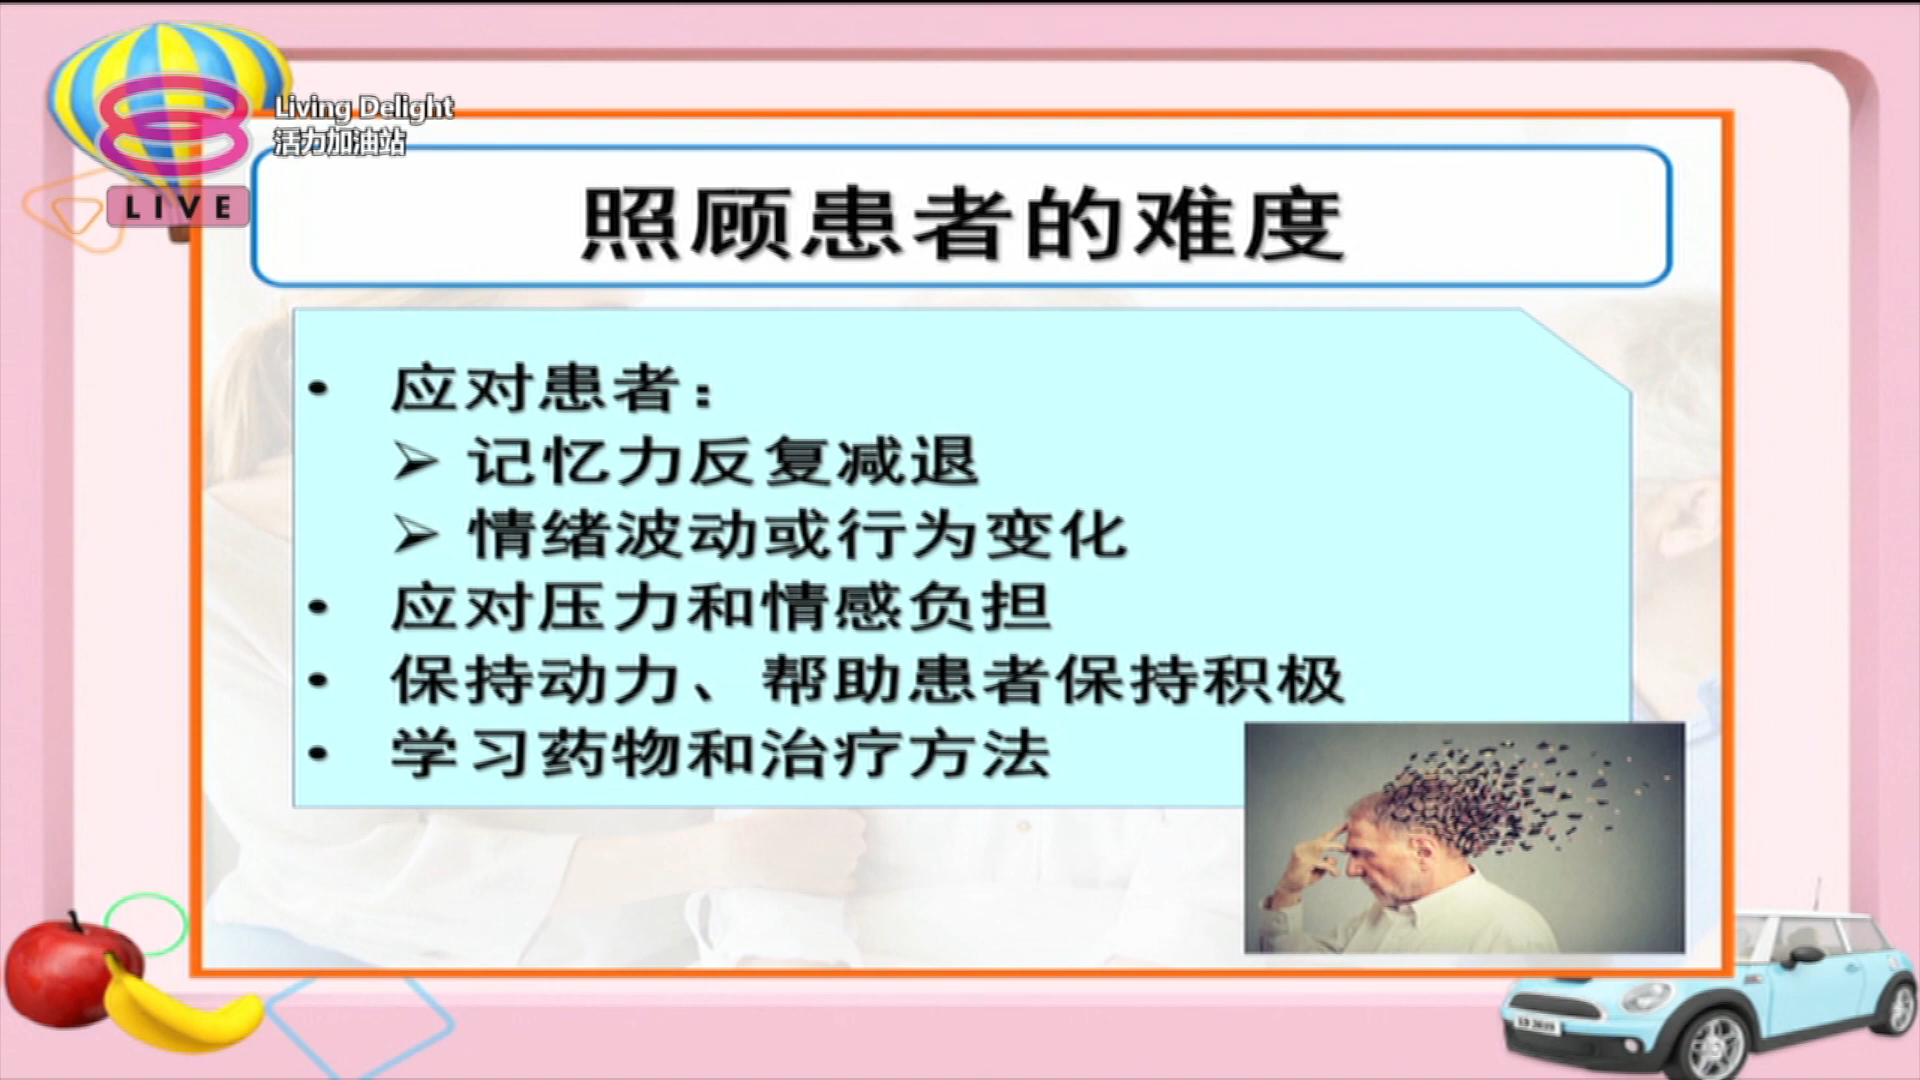 Living Delight
活力加油站
LIVE
照顾患者的难度
• 应对患者：
➢ 记忆力反复减退
➢ 情绪波动或行为变化
• 应对压力和情感负担
• 保持动力、帮助患者保持积极
• 学习药物和治疗方法